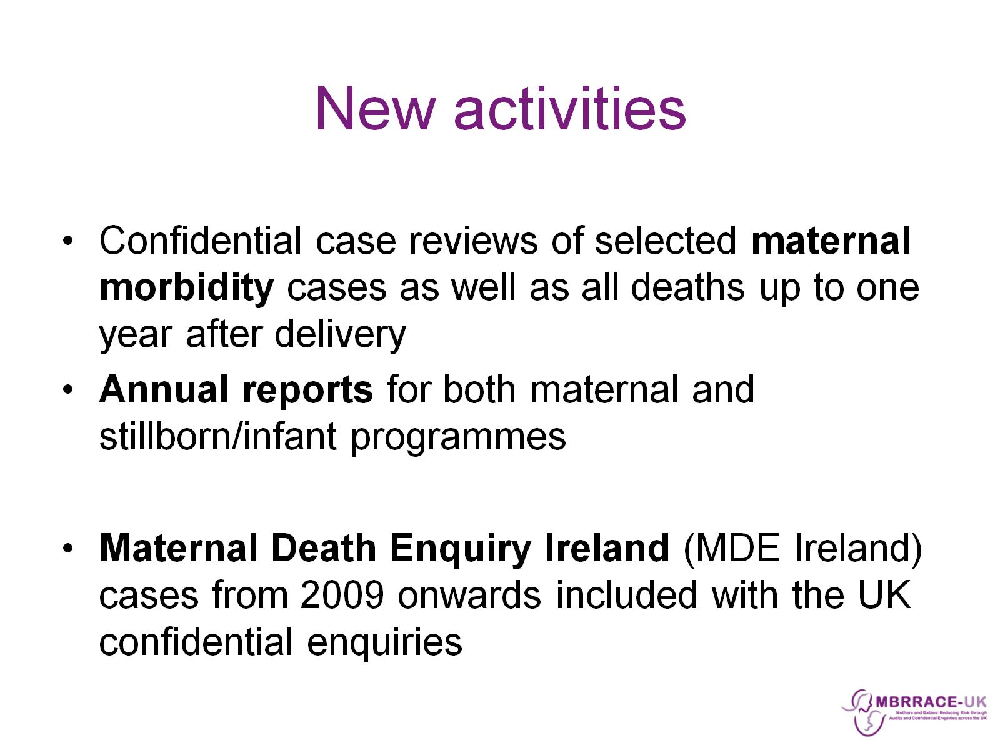 New activities
• Confidential case reviews of selected maternal
morbidity cases as well as all deaths up to one
year after delivery
• Annual reports for both maternal and
stillborn/infant programmes
• Maternal Death Enquiry Ireland (MDE Ireland)
cases from 2009 onwards included with the UK
confidential enquiries
MBRRACE-UK
Mothers and Babies: Reducing Risk through
Audits and Confidential Enquiries across the UK